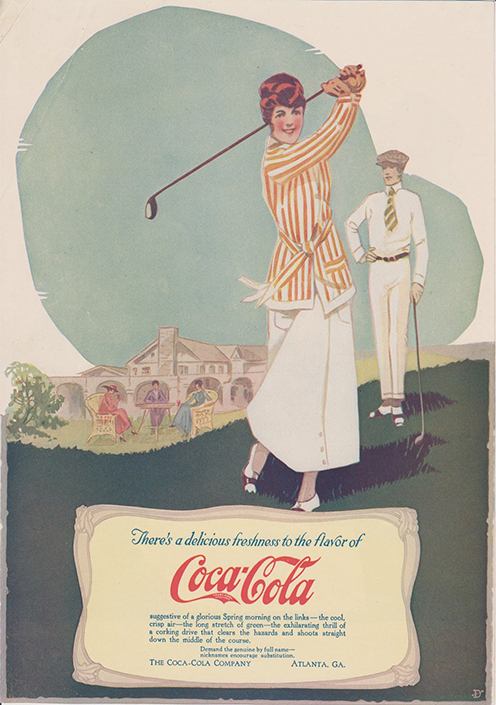 There's a delicious freshness to the flavor of
Coca-Cola
suggestive of a glorious Spring morning on the links—the cool,
crisp air—the long stretch of green—the exhilarating thrill of
a corking drive that clears the hazards and shoots straight
down the middle of the course.
Demand the genuine by full name—
nicknames encourage substitution.
THE COCA-COLA COMPANY ATLANTA, GA.